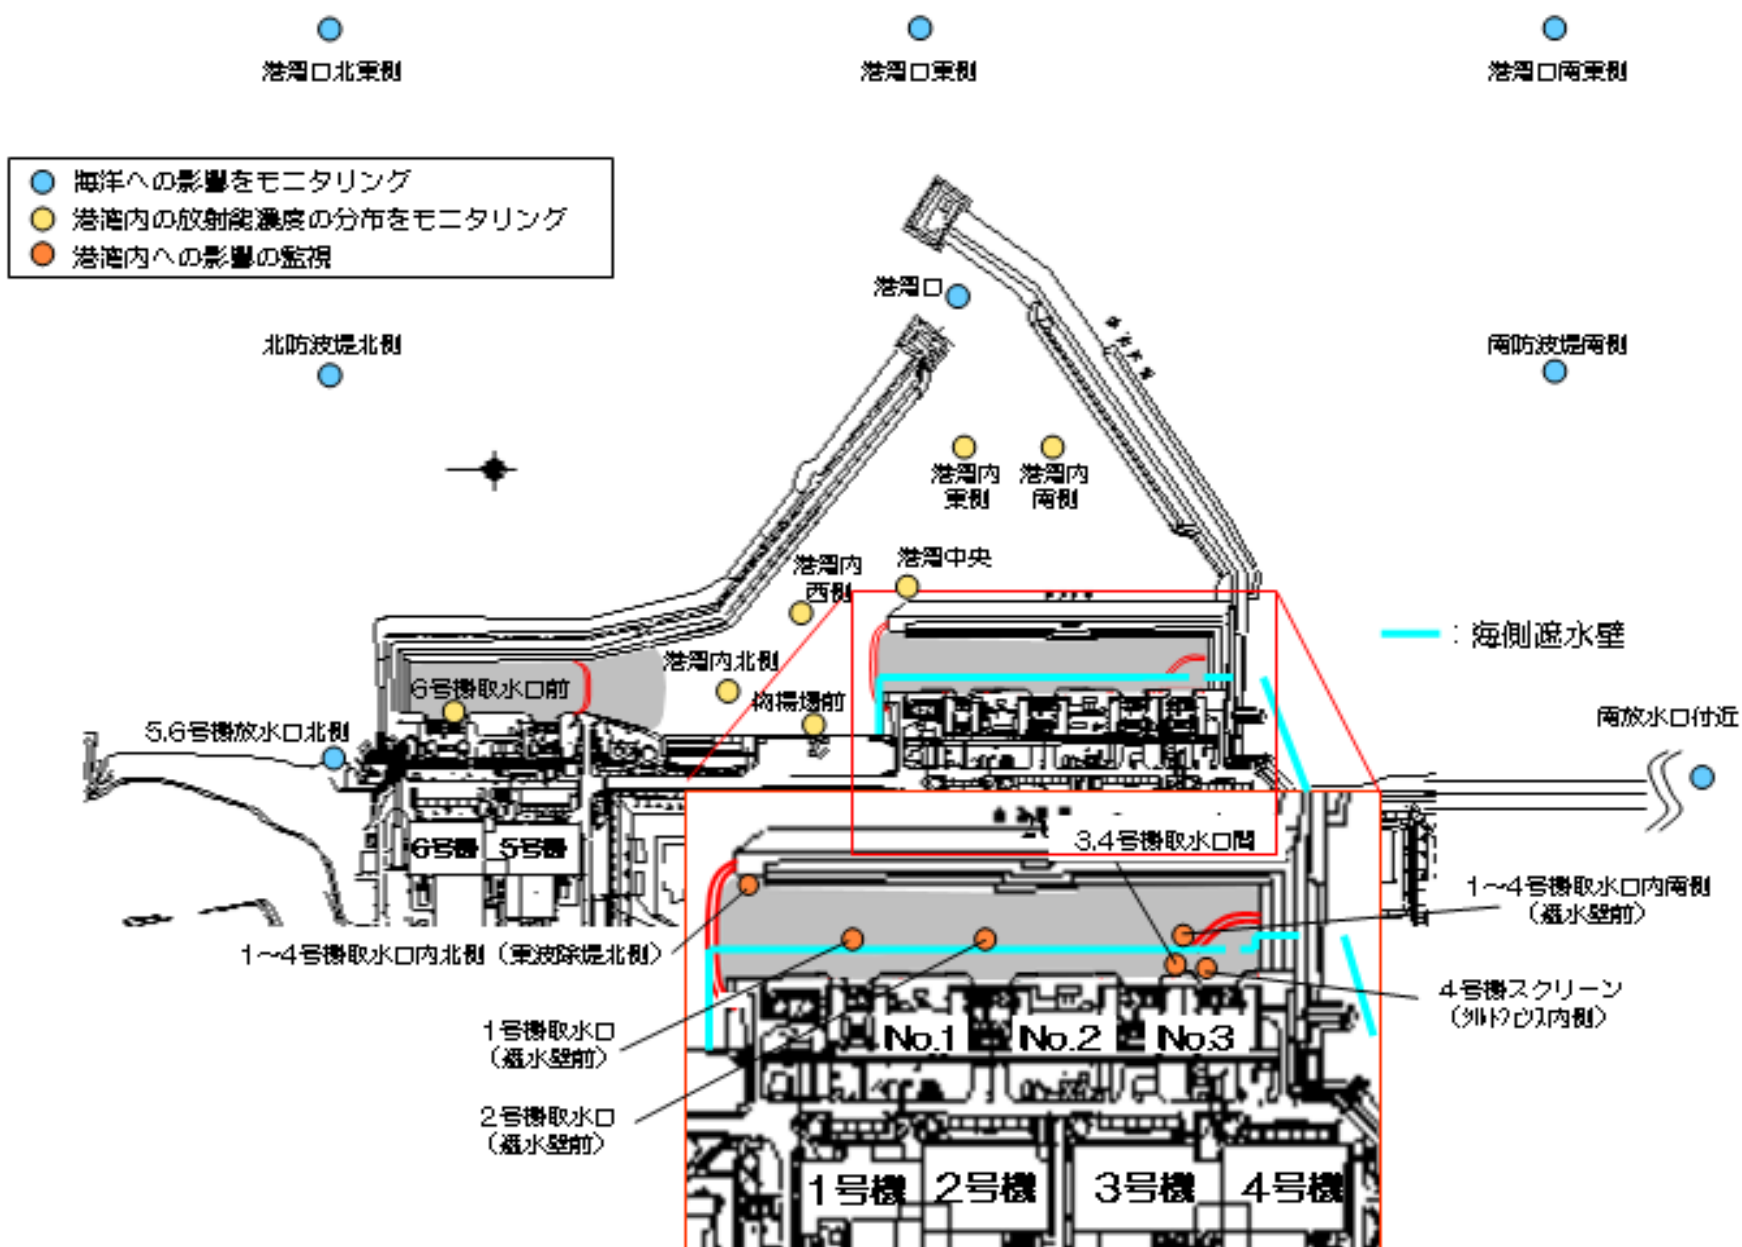 港湾口北東側
港湾口東側
港湾口南東側
海洋への影響をモニタリング
港湾内の放射能濃度の分布をモニタリング
港湾内への影響の監視
港湾口
北防波堤北側
南防波堤南側
港湾内
東側
港湾内
南側
港湾内
西側
港湾中央
：海側遮水壁
港湾内北側
6号機取水口前
物揚場前
5,6号機放水口北側
南放水口付近
6号機
5号機
3,4号機取水口間
1～4号機取水口内南側
（遮水壁前）
1～4号機取水口内北側（東波除堤北側）
4号機スクリーン
（シルトフェンス内側）
1号機取水口
（遮水壁前）
No.1
No.2
No.3
2号機取水口
（遮水壁前）
1号機
2号機
3号機
4号機